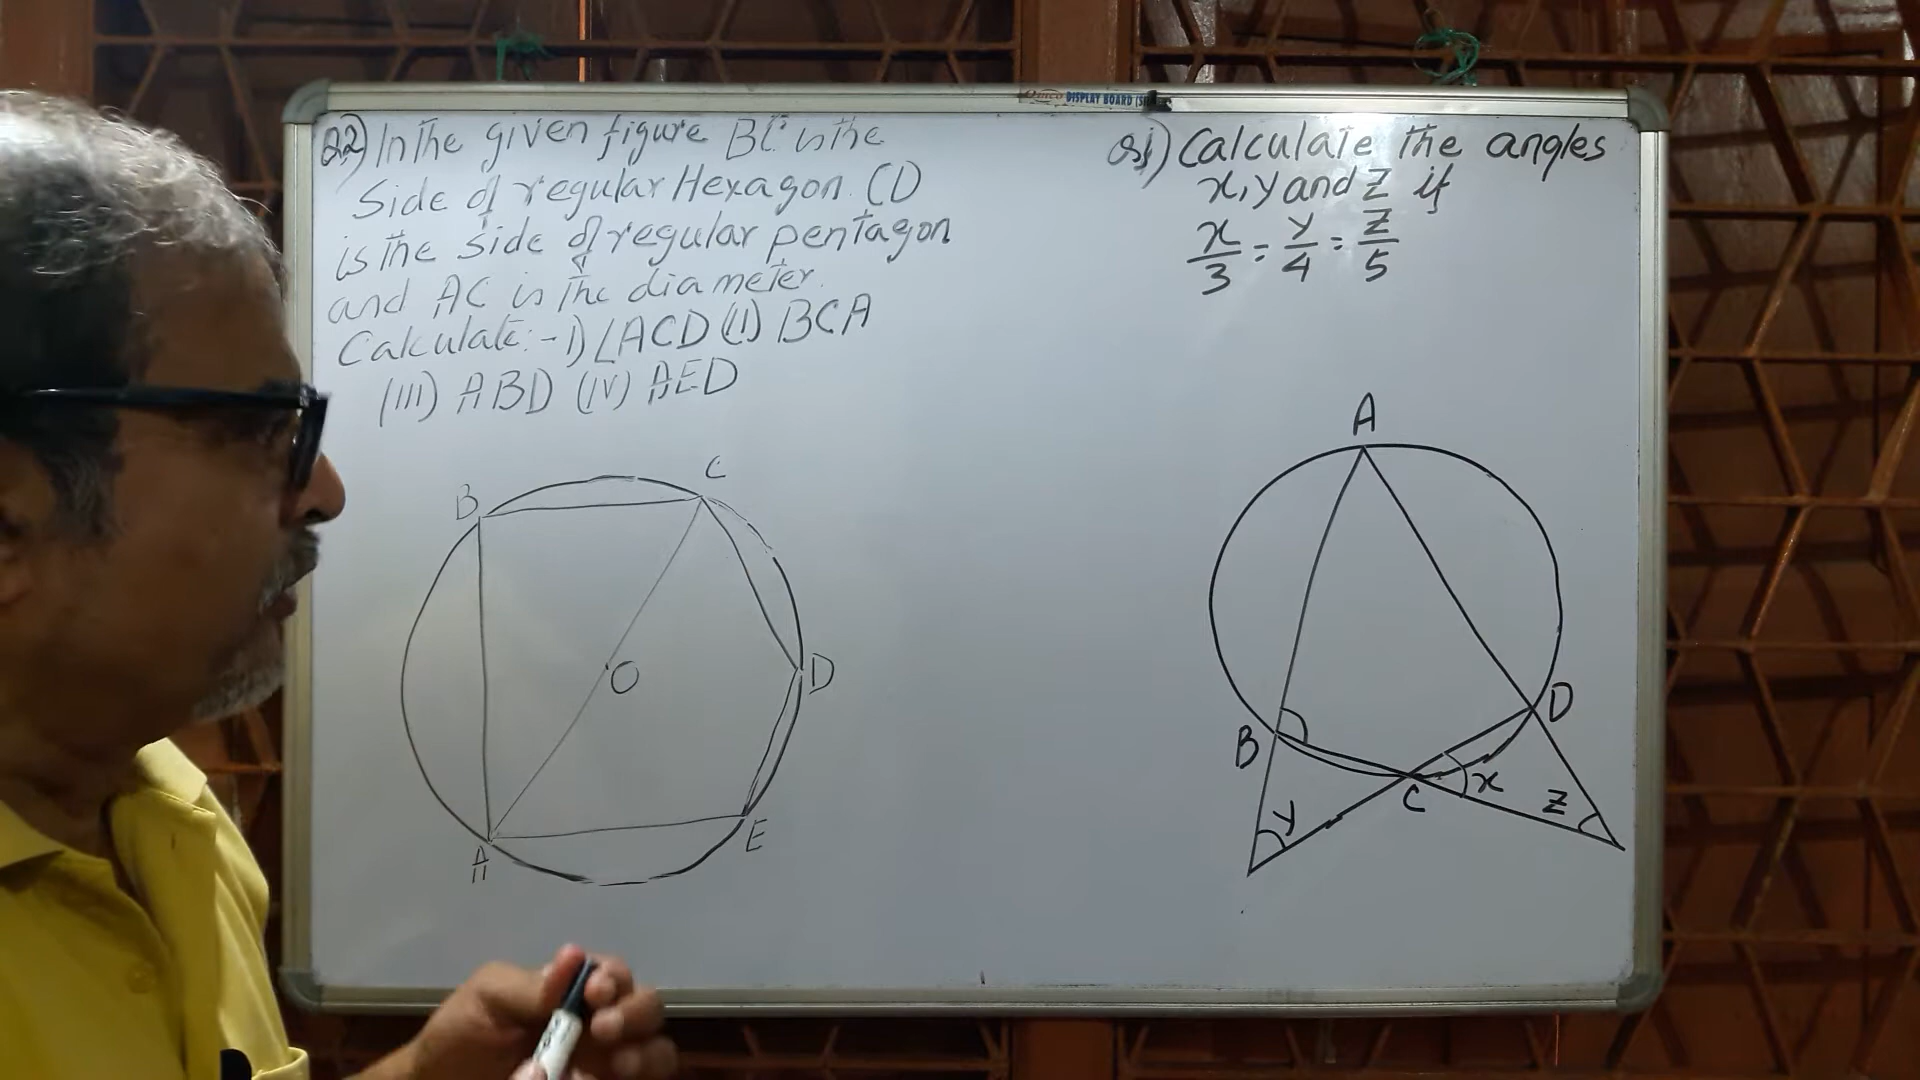 Q2) In the given figure BC is the
Side of regular Hexagon. CD
is the side of regular pentagon
and AC is the diameter.
Calculate:- I) ∠ACD (II) BCA
(III) ABD (IV) AED
B
C
O
D
A
E
DISPLAY BOARD
Q1) Calculate the angles
x, y and z if
x/3 = y/4 = z/5
A
B
D
C
x
y
z